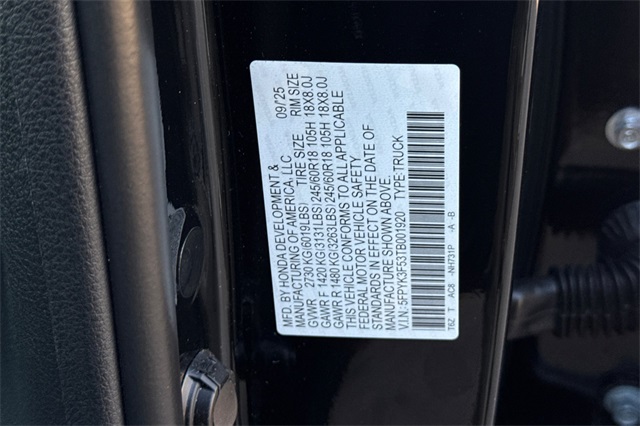 MFD. BY HONDA DEVELOPMENT & 09/25
MANUFACTURING OF AMERICA, LLC
TIRE SIZE RIM SIZE
GVWR 2730 KG(6019LBS)
GAWR F 1420 KG(3131LBS) 245/60R18 105H 18X8.0J
GAWR R 1480 KG(3263LBS) 245/60R18 105H 18X8.0J
THIS VEHICLE CONFORMS TO ALL APPLICABLE
FEDERAL MOTOR VEHICLE SAFETY
STANDARDS IN EFFECT ON THE DATE OF
MANUFACTURE SHOWN ABOVE.
V.I.N: 5FPYK3F53TB001920 TYPE: TRUCK
T6Z T AC8 -NH731P -A -B